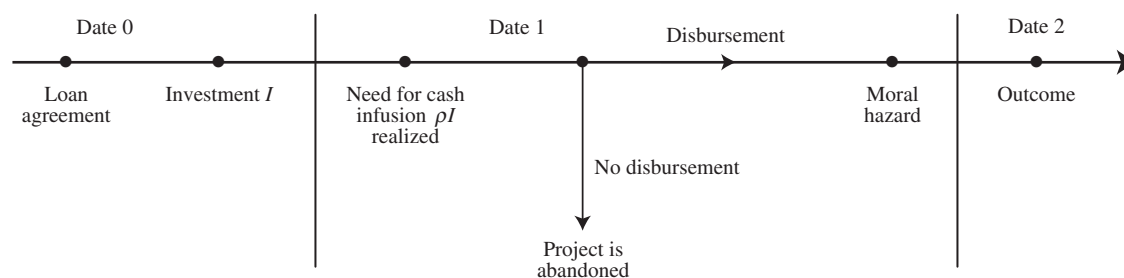 Date 0
Date 1
Date 2
Disbursement
Loan
agreement
Investment I
Need for cash
infusion ρI
realized
Moral
hazard
Outcome
No disbursement
Project is
abandoned